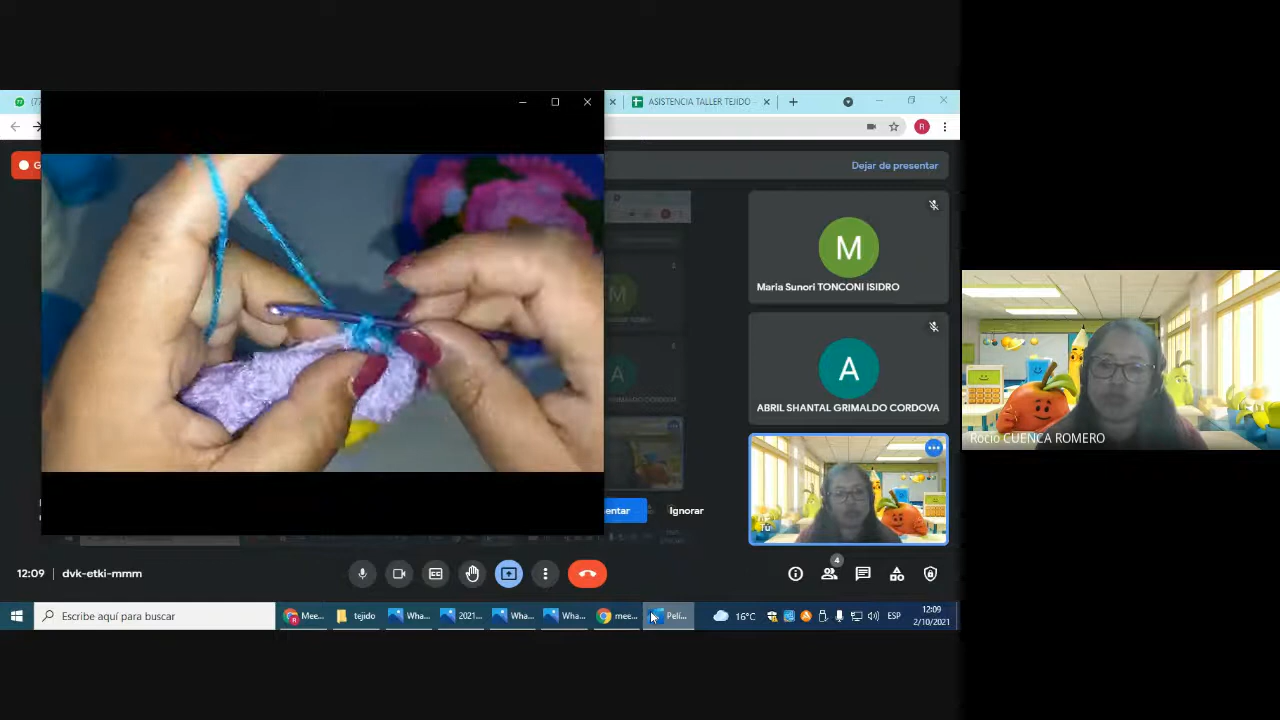 ASISTENCIA TALLER TEJIDO
R
Dejar de presentar
M
Maria Sunori TONCONI ISIDRO
A
ABRIL SHANTAL GRIMALDO CORDOVA
Rocio CUENCA ROMERO
Tú
Ignorar
12:09 | dvk-etki-mmm
4
Escribe aquí para buscar
Mee...
tejido
Wha...
2021...
Wha...
Wha...
mee...
Pelí...
16°C
ESP
12:09
2/10/2021